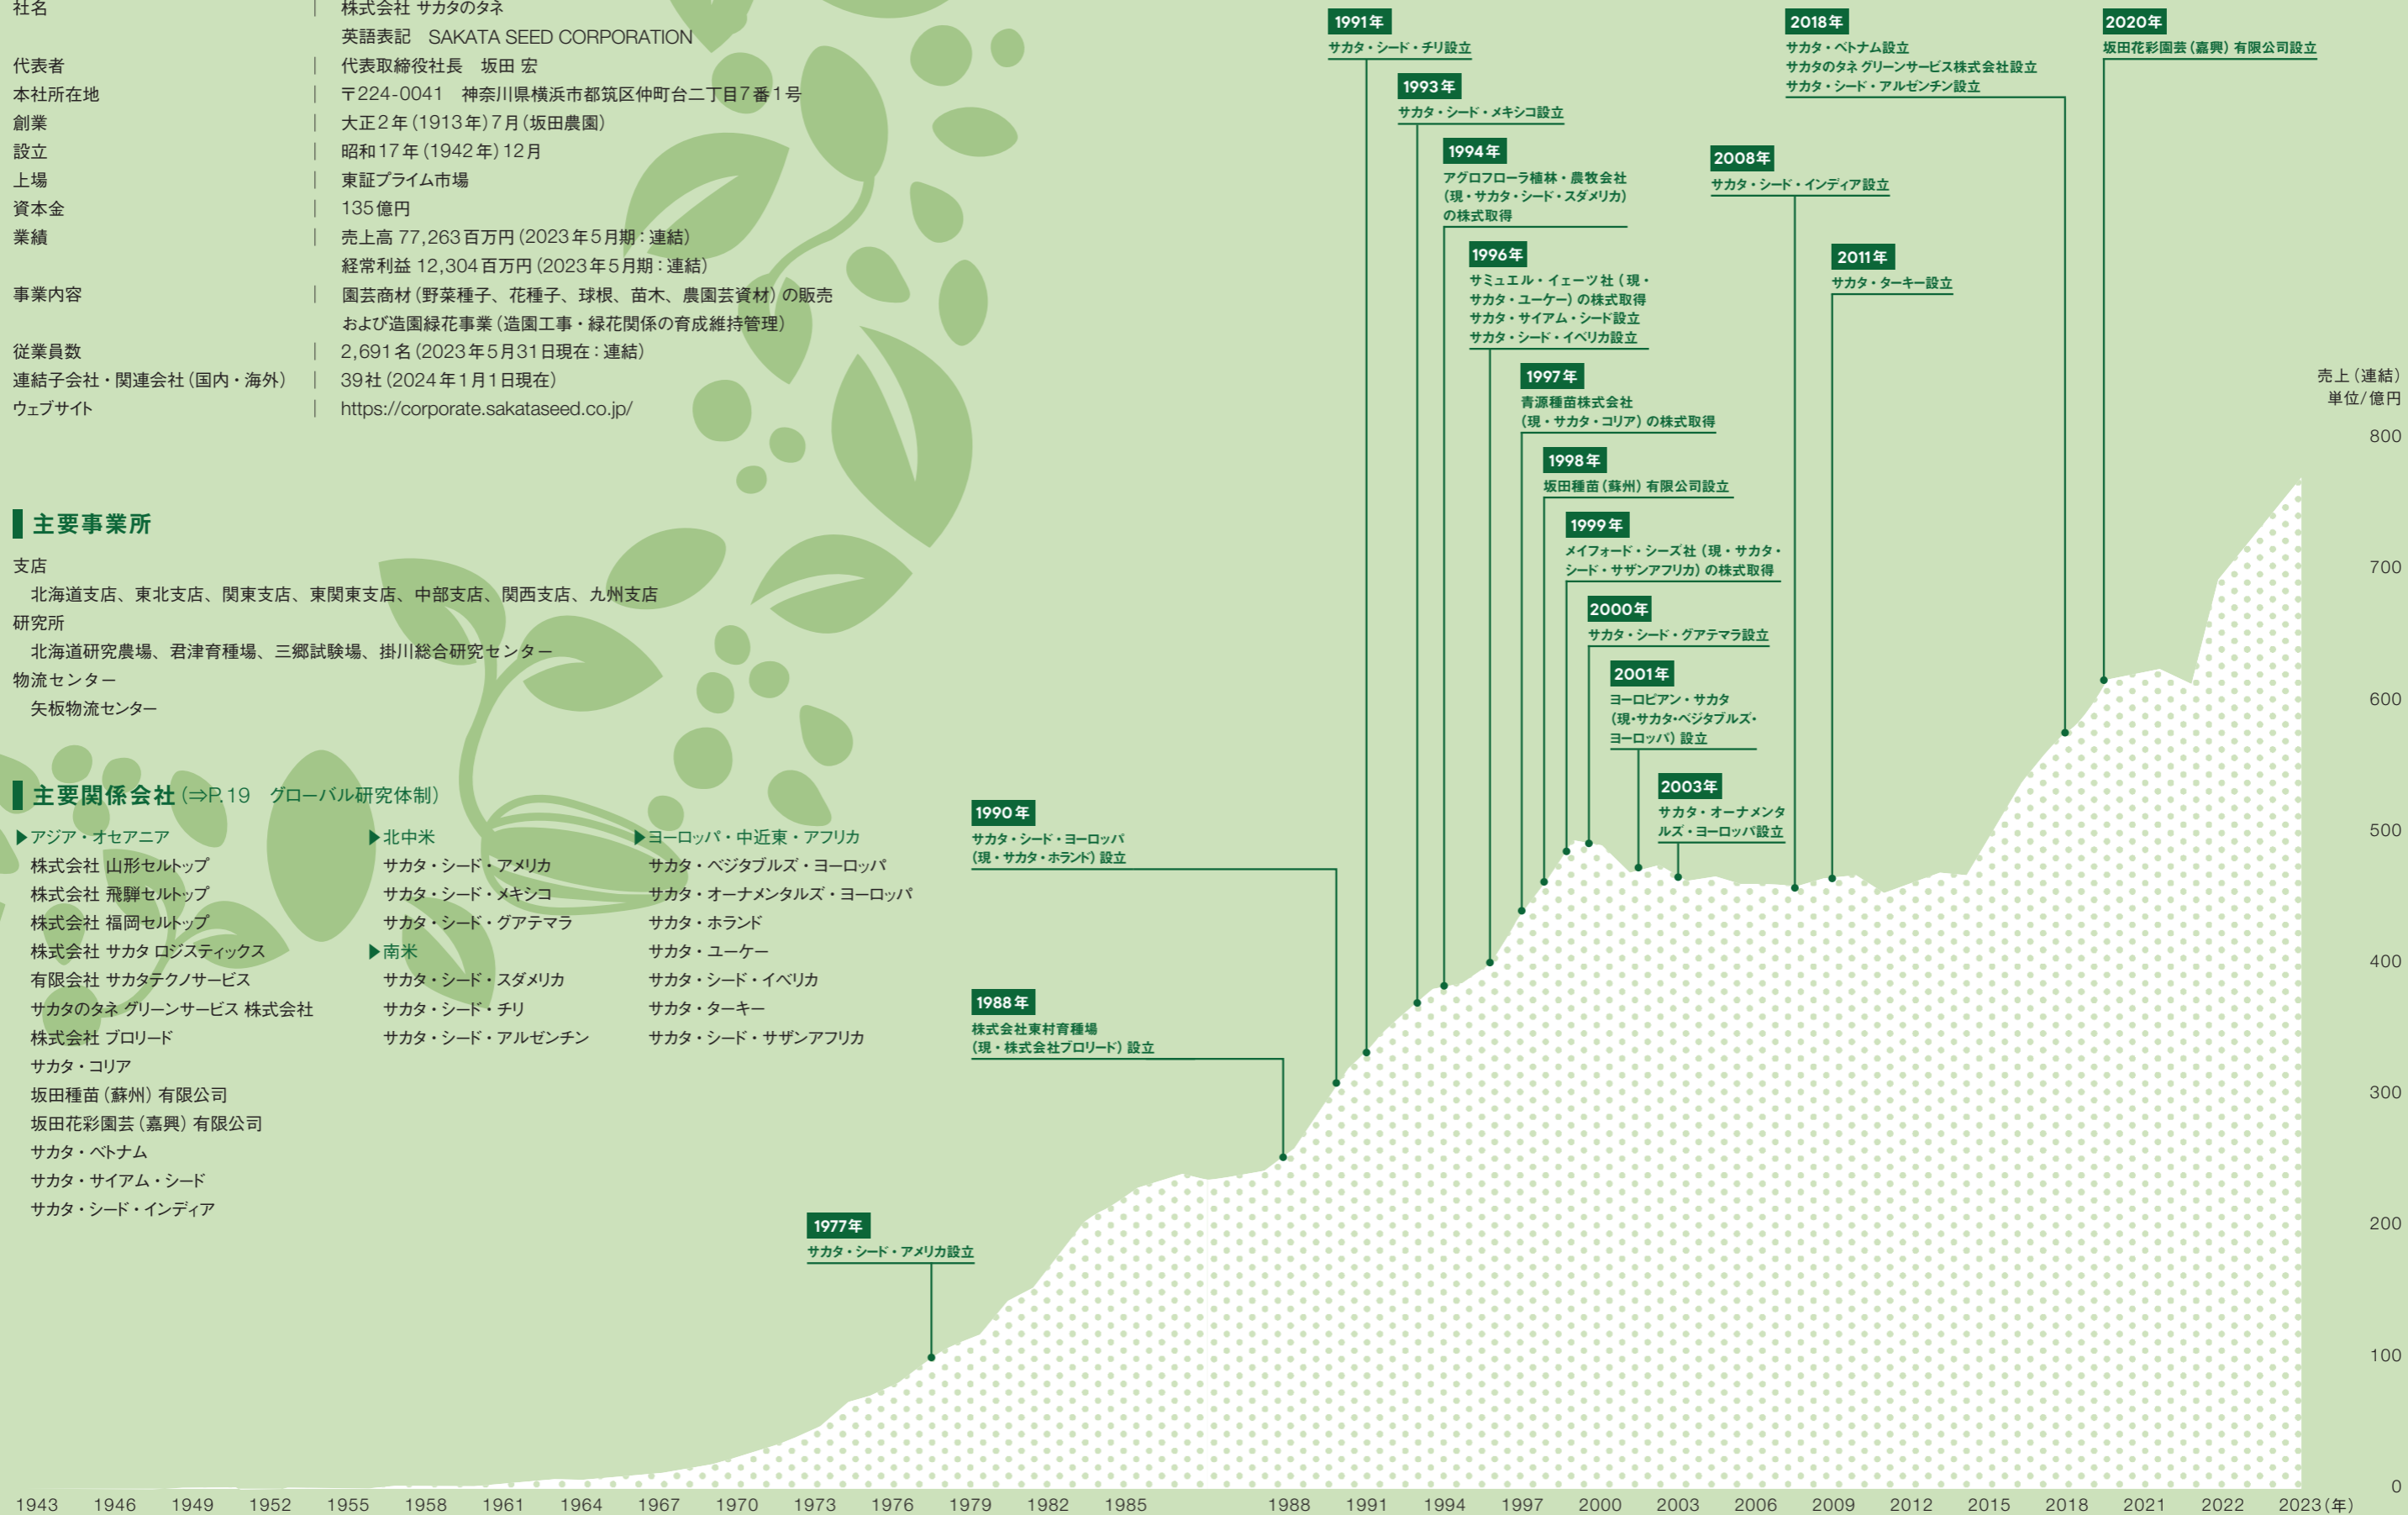 社名 | 株式会社 サカタのタネ
英語表記 SAKATA SEED CORPORATION
代表者 | 代表取締役社長 坂田 宏
本社所在地 | 〒224-0041 神奈川県横浜市都筑区仲町台二丁目7番1号
創業 | 大正2年(1913年)7月(坂田農園)
設立 | 昭和17年(1942年)12月
上場 | 東証プライム市場
資本金 | 135億円
業績 | 売上高 77,263百万円(2023年5月期:連結)
経常利益 12,304百万円(2023年5月期:連結)
事業内容 | 園芸商材(野菜種子、花種子、球根、苗木、農園芸資材)の販売
および造園緑花事業(造園工事・緑花関係の育成維持管理)
従業員数 | 2,691名(2023年5月31日現在:連結)
連結子会社・関連会社(国内・海外) | 39社(2024年1月1日現在)
ウェブサイト | https://corporate.sakataseed.co.jp/
主要事業所
支店
北海道支店、東北支店、関東支店、東関東支店、中部支店、関西支店、九州支店
研究所
北海道研究農場、君津育種場、三郷試験場、掛川総合研究センター
物流センター
矢板物流センター
主要関係会社(⇒P.19 グローバル研究体制)
▶アジア・オセアニア
株式会社 山形セルトップ
株式会社 飛騨セルトップ
株式会社 福岡セルトップ
株式会社 サカタ ロジスティックス
有限会社 サカタテクノサービス
サカタのタネ グリーンサービス 株式会社
株式会社 ブロリード
サカタ・コリア
坂田種苗(蘇州)有限公司
坂田花彩園芸(嘉興)有限公司
サカタ・ベトナム
サカタ・サイアム・シード
サカタ・シード・インディア
▶北中米
サカタ・シード・アメリカ
サカタ・シード・メキシコ
サカタ・シード・グアテマラ
▶南米
サカタ・シード・スダメリカ
サカタ・シード・チリ
サカタ・シード・アルゼンチン
▶ヨーロッパ・中近東・アフリカ
サカタ・ベジタブルズ・ヨーロッパ
サカタ・オーナメンタルズ・ヨーロッパ
サカタ・ホランド
サカタ・ユーケー
サカタ・シード・イベリカ
サカタ・ターキー
サカタ・シード・サザンアフリカ
1977年
サカタ・シード・アメリカ設立
1988年
株式会社東村育種場
(現・株式会社ブロリード)設立
1990年
サカタ・シード・ヨーロッパ
(現・サカタ・ホランド)設立
1991年
サカタ・シード・チリ設立
1993年
サカタ・シード・メキシコ設立
1994年
アグロフローラ植林・農牧会社
(現・サカタ・シード・スダメリカ)
の株式取得
1996年
サミュエル・イェーツ社(現・
サカタ・ユーケー)の株式取得
サカタ・サイアム・シード設立
サカタ・シード・イベリカ設立
1997年
青源種苗株式会社
(現・サカタ・コリア)の株式取得
1998年
坂田種苗(蘇州)有限公司設立
1999年
メイフォード・シーズ社(現・サカタ・
シード・サザンアフリカ)の株式取得
2000年
サカタ・シード・グアテマラ設立
2001年
ヨーロピアン・サカタ
(現・サカタ・ベジタブルズ・
ヨーロッパ)設立
2003年
サカタ・オーナメンタ
ルズ・ヨーロッパ設立
2008年
サカタ・シード・インディア設立
2011年
サカタ・ターキー設立
2018年
サカタ・ベトナム設立
サカタのタネ グリーンサービス株式会社設立
サカタ・シード・アルゼンチン設立
2020年
坂田花彩園芸(嘉興)有限公司設立
売上(連結)
単位/億円
800
700
600
500
400
300
200
100
0
1943 1946 1949 1952 1955 1958 1961 1964 1967 1970 1973 1976 1979 1982 1985 1988 1991 1994 1997 2000 2003 2006 2009 2012 2015 2018 2021 2022 2023(年)